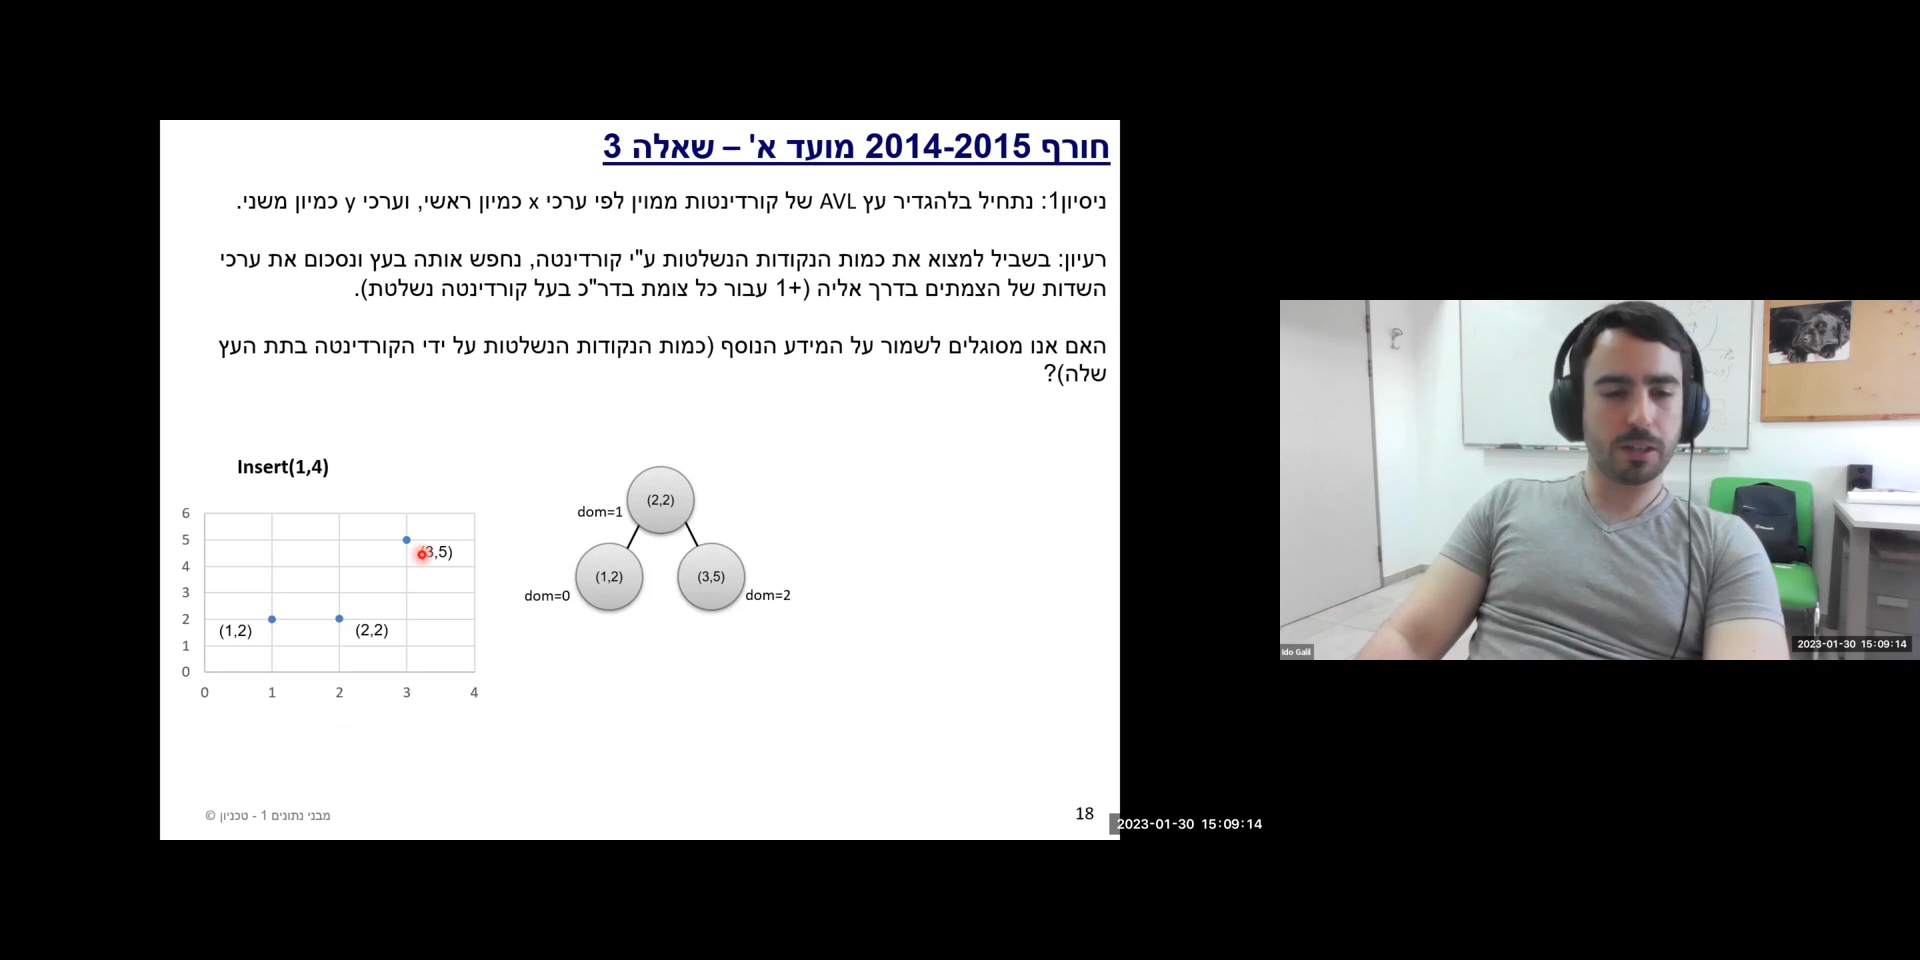 חורף 2014-2015 מועד א' – שאלה 3
ניסיון1: נתחיל בלהגדיר עץ AVL של קורדינטות ממוין לפי ערכי x כמיון ראשי, וערכי y כמיון משני.
רעיון: בשביל למצוא את כמות הנקודות הנשלטות ע"י קורדינטה, נחפש אותה בעץ ונסכום את ערכי
השדות של הצמתים בדרך אליה (+1 עבור כל צומת בדר"כ בעל קורדינטה נשלטת).
האם אנו מסוגלים לשמור על המידע הנוסף (כמות הנקודות הנשלטות על ידי הקורדינטה בתת העץ
שלה)?
Insert(1,4)
6
5
4
3
2
1
0
0 1 2 3 4
(3,5)
(1,2)
(2,2)
(2,2)
dom=1
(1,2)
(3,5)
dom=0
dom=2
מבני נתונים 1 - טכניון ©
18
2023-01-30 15:09:14
Ido Galil
2023-01-30 15:09:14